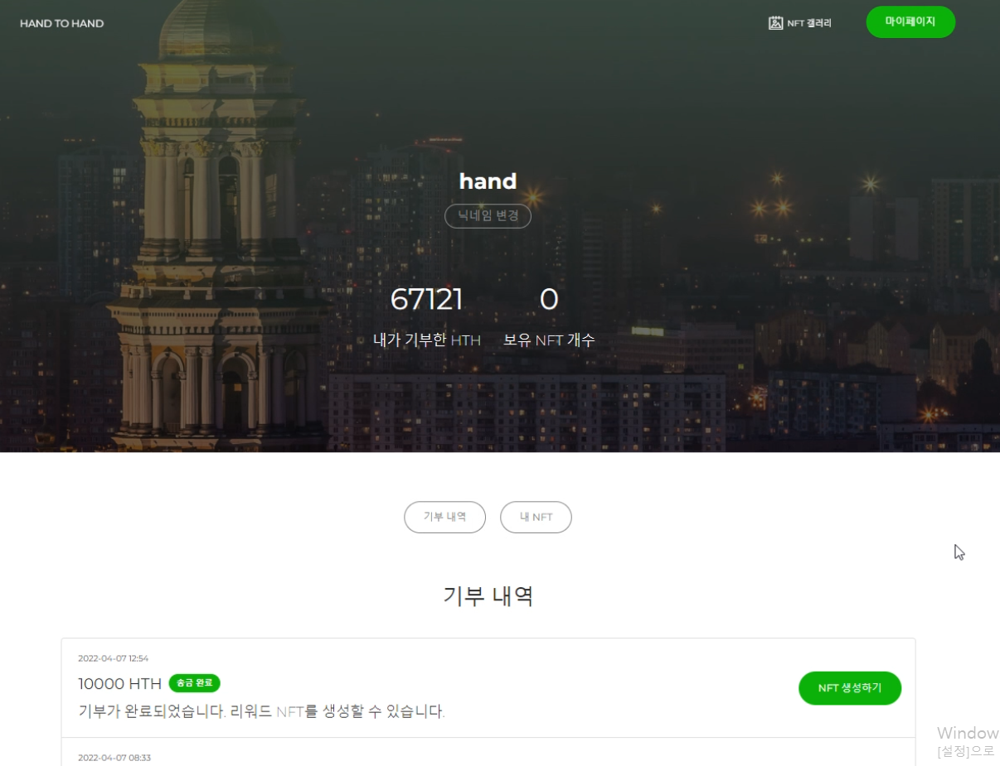 HAND TO HAND
NFT 갤러리
마이페이지
hand
닉네임 변경
67121
0
내가 기부한 HTH
보유 NFT 개수
기부 내역
내 NFT
기부 내역
2022-04-07 12:54
10000 HTH 송금 완료
기부가 완료되었습니다. 리워드 NFT를 생성할 수 있습니다.
NFT 생성하기
Window
[설정]으로
2022-04-07 08:33